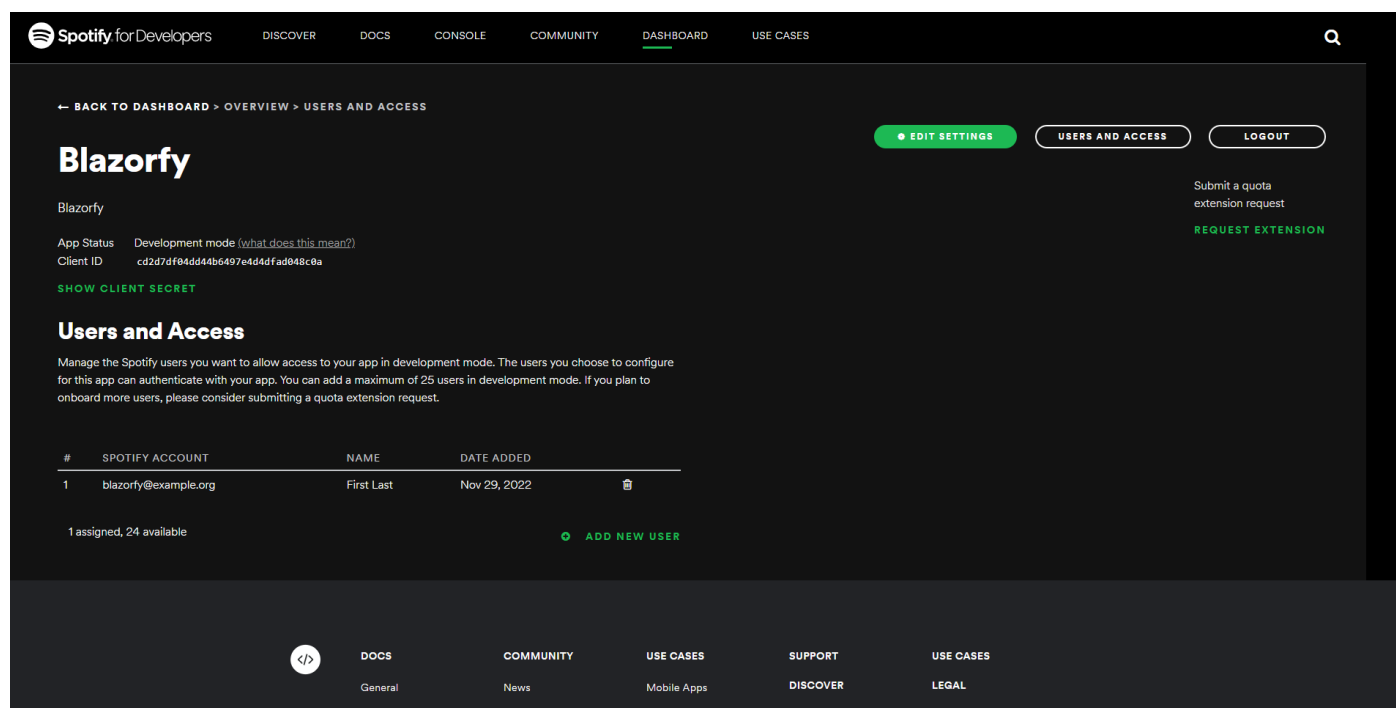 Spotify for Developers DISCOVER DOCS CONSOLE COMMUNITY DASHBOARD USE CASES
← BACK TO DASHBOARD > OVERVIEW > USERS AND ACCESS
EDIT SETTINGS USERS AND ACCESS LOGOUT
Blazorfy
Submit a quota
extension request
REQUEST EXTENSION
Blazorfy
App Status Development mode (what does this mean?)
Client ID cd2d7df04dd44b6497e4d4dfad048c0a
SHOW CLIENT SECRET
Users and Access
Manage the Spotify users you want to allow access to your app in development mode. The users you choose to configure
for this app can authenticate with your app. You can add a maximum of 25 users in development mode. If you plan to
onboard more users, please consider submitting a quota extension request.
# SPOTIFY ACCOUNT NAME DATE ADDED
1 blazorfy@example.org First Last Nov 29, 2022
1 assigned, 24 available
ADD NEW USER
</> DOCS COMMUNITY USE CASES SUPPORT USE CASES
General News Mobile Apps DISCOVER LEGAL